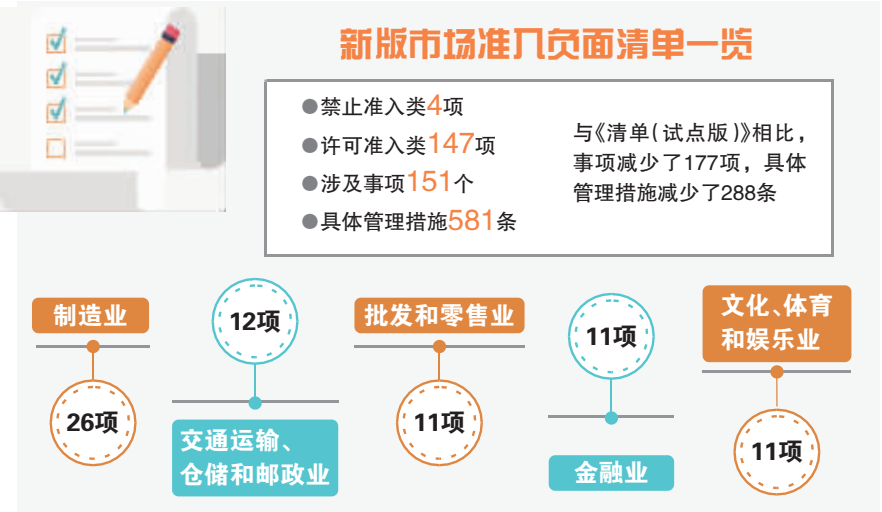 新版市场准入负面清单一览
●禁止准入类4项
●许可准入类147项
●涉及事项151个
●具体管理措施581条
与《清单(试点版)》相比，
事项减少了177项，具体
管理措施减少了288条
制造业
26项
12项
交通运输、
仓储和邮政业
批发和零售业
11项
11项
金融业
文化、体育
和娱乐业
11项